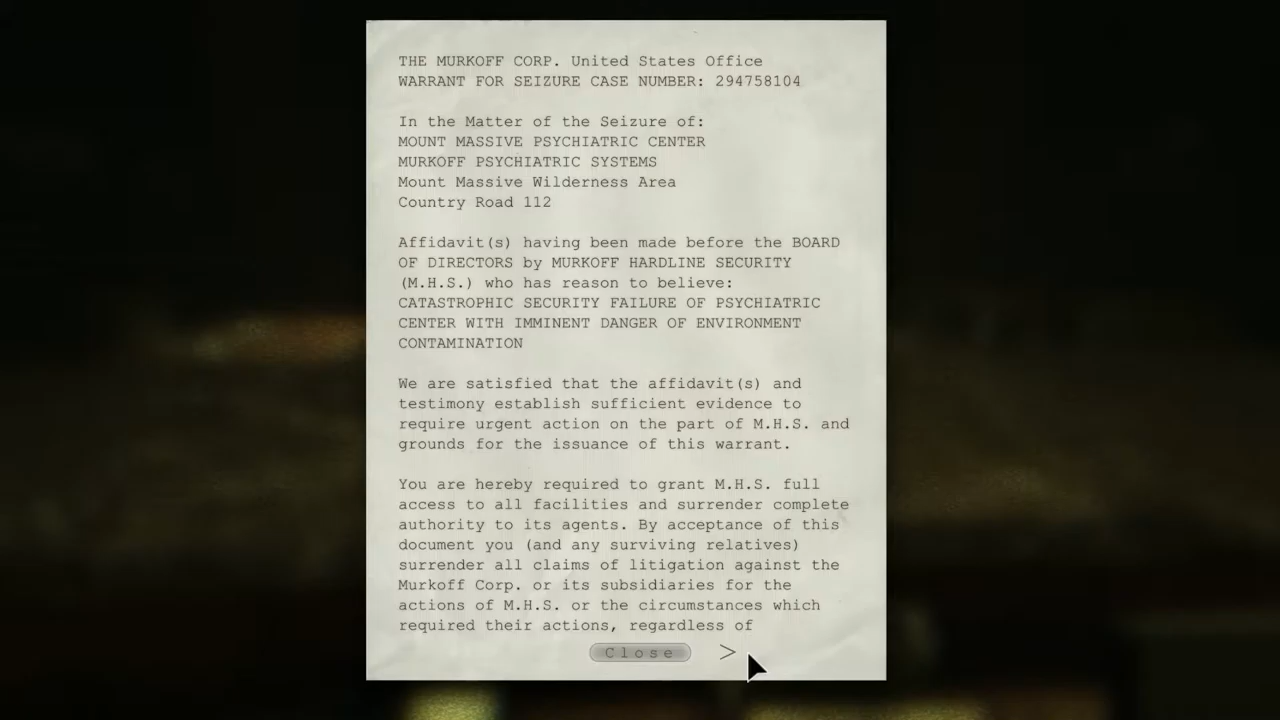 THE MURKOFF CORP. United States Office
WARRANT FOR SEIZURE CASE NUMBER: 294758104
In the Matter of the Seizure of:
MOUNT MASSIVE PSYCHIATRIC CENTER
MURKOFF PSYCHIATRIC SYSTEMS
Mount Massive Wilderness Area
Country Road 112
Affidavit(s) having been made before the BOARD
OF DIRECTORS by MURKOFF HARDLINE SECURITY
(M.H.S.) who has reason to believe:
CATASTROPHIC SECURITY FAILURE OF PSYCHIATRIC
CENTER WITH IMMINENT DANGER OF ENVIRONMENT
CONTAMINATION
We are satisfied that the affidavit(s) and
testimony establish sufficient evidence to
require urgent action on the part of M.H.S. and
grounds for the issuance of this warrant.
You are hereby required to grant M.H.S. full
access to all facilities and surrender complete
authority to its agents. By acceptance of this
document you (and any surviving relatives)
surrender all claims of litigation against the
Murkoff Corp. or its subsidiaries for the
actions of M.H.S. or the circumstances which
required their actions, regardless of
Close >